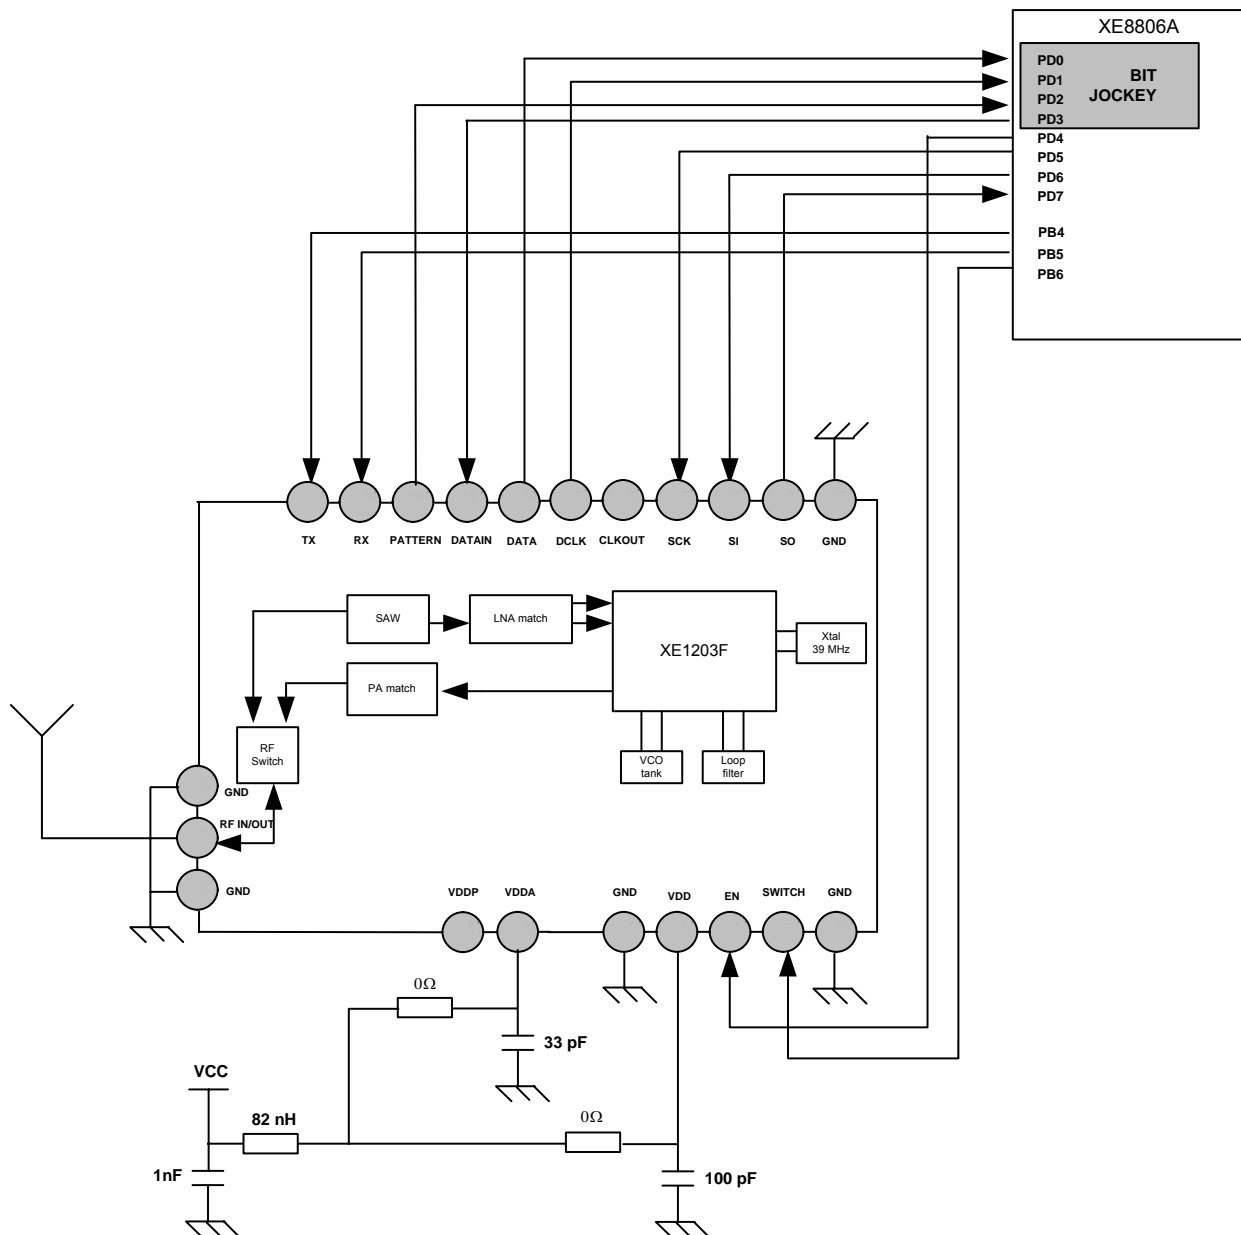 XE8806A
PD0
PD1
PD2
PD3
PD4
PD5
PD6
PD7
PB4
PB5
PB6
BIT
JOCKEY
TX
RX
PATTERN
DATAIN
DATA
DCLK
CLKOUT
SCK
SI
SO
GND
SAW
LNA match
XE1203F
Xtal
39 MHz
PA match
RF
Switch
VCO
tank
Loop
filter
GND
RF IN/OUT
GND
VDDP
VDDA
GND
VDD
EN
SWITCH
GND
0Ω
33 pF
VCC
82 nH
0Ω
1nF
100 pF